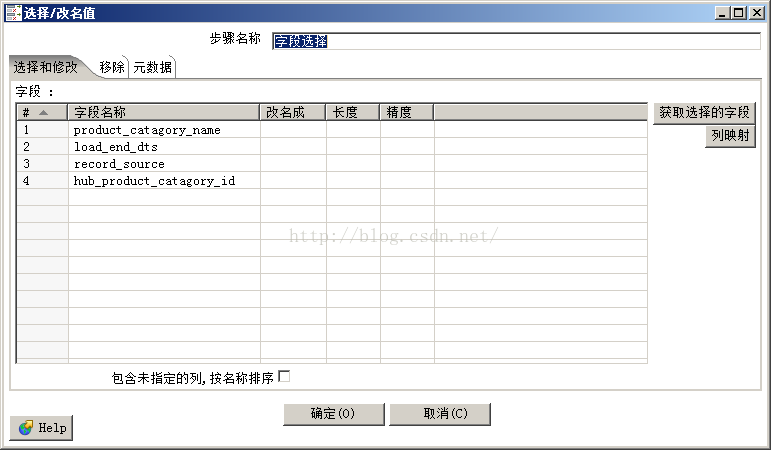 选择/改名值
步骤名称 字段选择
选择和修改 移除 元数据
字段 :
# 字段名称 改名成 长度 精度
获取选择的字段
列映射
1 product_catagory_name
2 load_end_dts
3 record_source
4 hub_product_catagory_id
http://blog.csdn.net/
包含未指定的列,按名称排序
确定(O) 取消(C)
Help